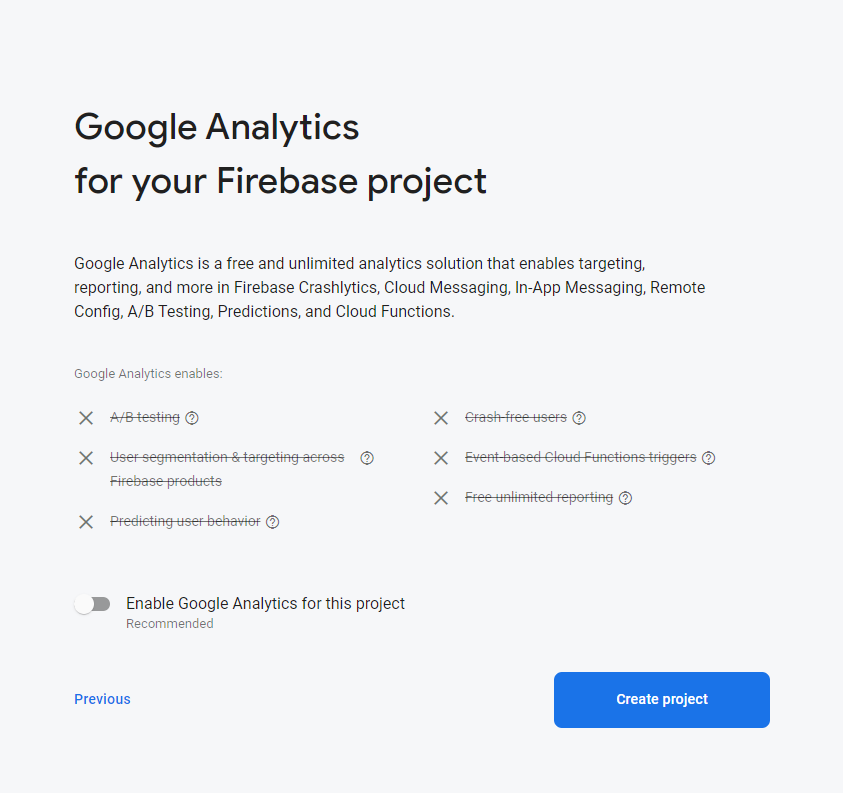 Google Analytics
for your Firebase project
Google Analytics is a free and unlimited analytics solution that enables targeting,
reporting, and more in Firebase Crashlytics, Cloud Messaging, In-App Messaging, Remote
Config, A/B Testing, Predictions, and Cloud Functions.
Google Analytics enables:
A/B testing
User segmentation & targeting across
Firebase products
Predicting user behavior
Crash-free users
Event-based Cloud Functions triggers
Free unlimited reporting
Enable Google Analytics for this project
Recommended
Previous
Create project